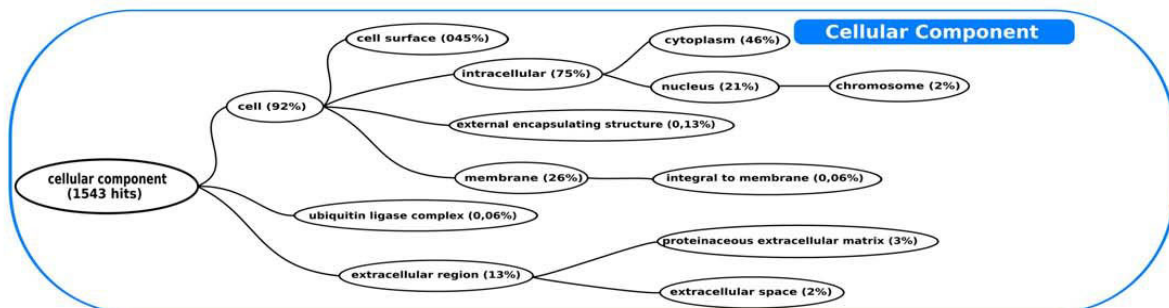 Cellular Component
cell surface (045%)
cytoplasm (46%)
intracellular (75%)
nucleus (21%)
chromosome (2%)
cell (92%)
external encapsulating structure (0,13%)
cellular component
(1543 hits)
membrane (26%)
integral to membrane (0,06%)
ubiquitin ligase complex (0,06%)
proteinaceous extracellular matrix (3%)
extracellular region (13%)
extracellular space (2%)